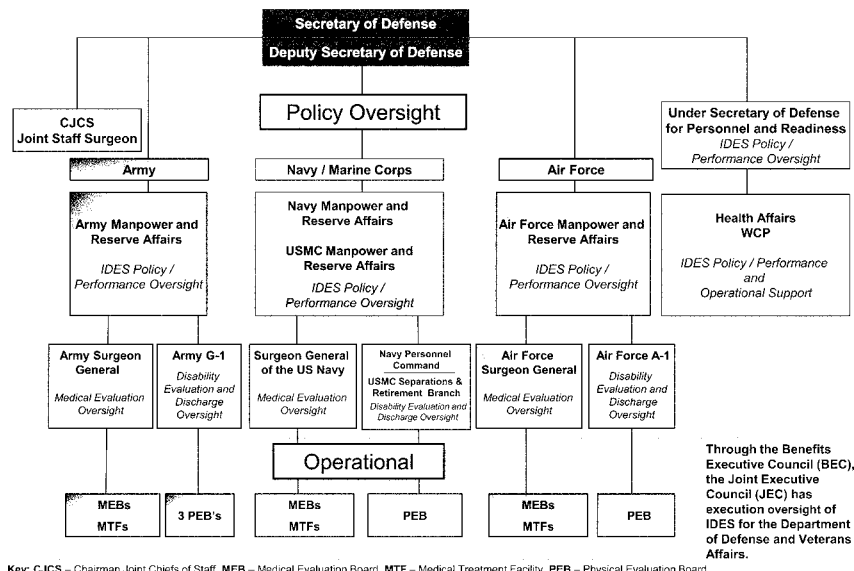 Secretary of Defense
Deputy Secretary of Defense
Policy Oversight
CJCS
Joint Staff Surgeon
Under Secretary of Defense
for Personnel and Readiness
IDES Policy /
Performance Oversight
Army
Navy / Marine Corps
Air Force
Army Manpower and
Reserve Affairs
IDES Policy /
Performance Oversight
Navy Manpower and
Reserve Affairs
USMC Manpower and
Reserve Affairs
IDES Policy /
Performance Oversight
Air Force Manpower and
Reserve Affairs
IDES Policy /
Performance Oversight
Health Affairs
WCP
IDES Policy / Performance
and
Operational Support
Army Surgeon
General
Medical Evaluation
Oversight
Army G-1
Disability
Evaluation and
Discharge
Oversight
Surgeon General
of the US Navy
Medical Evaluation
Oversight
Navy Personnel
Command
USMC Separations &
Retirement Branch
Disability Evaluation and
Discharge Oversight
Air Force
Surgeon General
Medical Evaluation
Oversight
Air Force A-1
Disability
Evaluation and
Discharge
Oversight
Operational
MEBs
MTFs
3 PEB's
MEBs
MTFs
PEB
MEBs
MTFs
PEB
Through the Benefits
Executive Council (BEC),
the Joint Executive
Council (JEC) has
execution oversight of
IDES for the Department
of Defense and Veterans
Affairs.
Key: CJCS – Chairman Joint Chiefs of Staff, MEB – Medical Evaluation Board, MTF – Medical Treatment Facility, PEB – Physical Evaluation Board